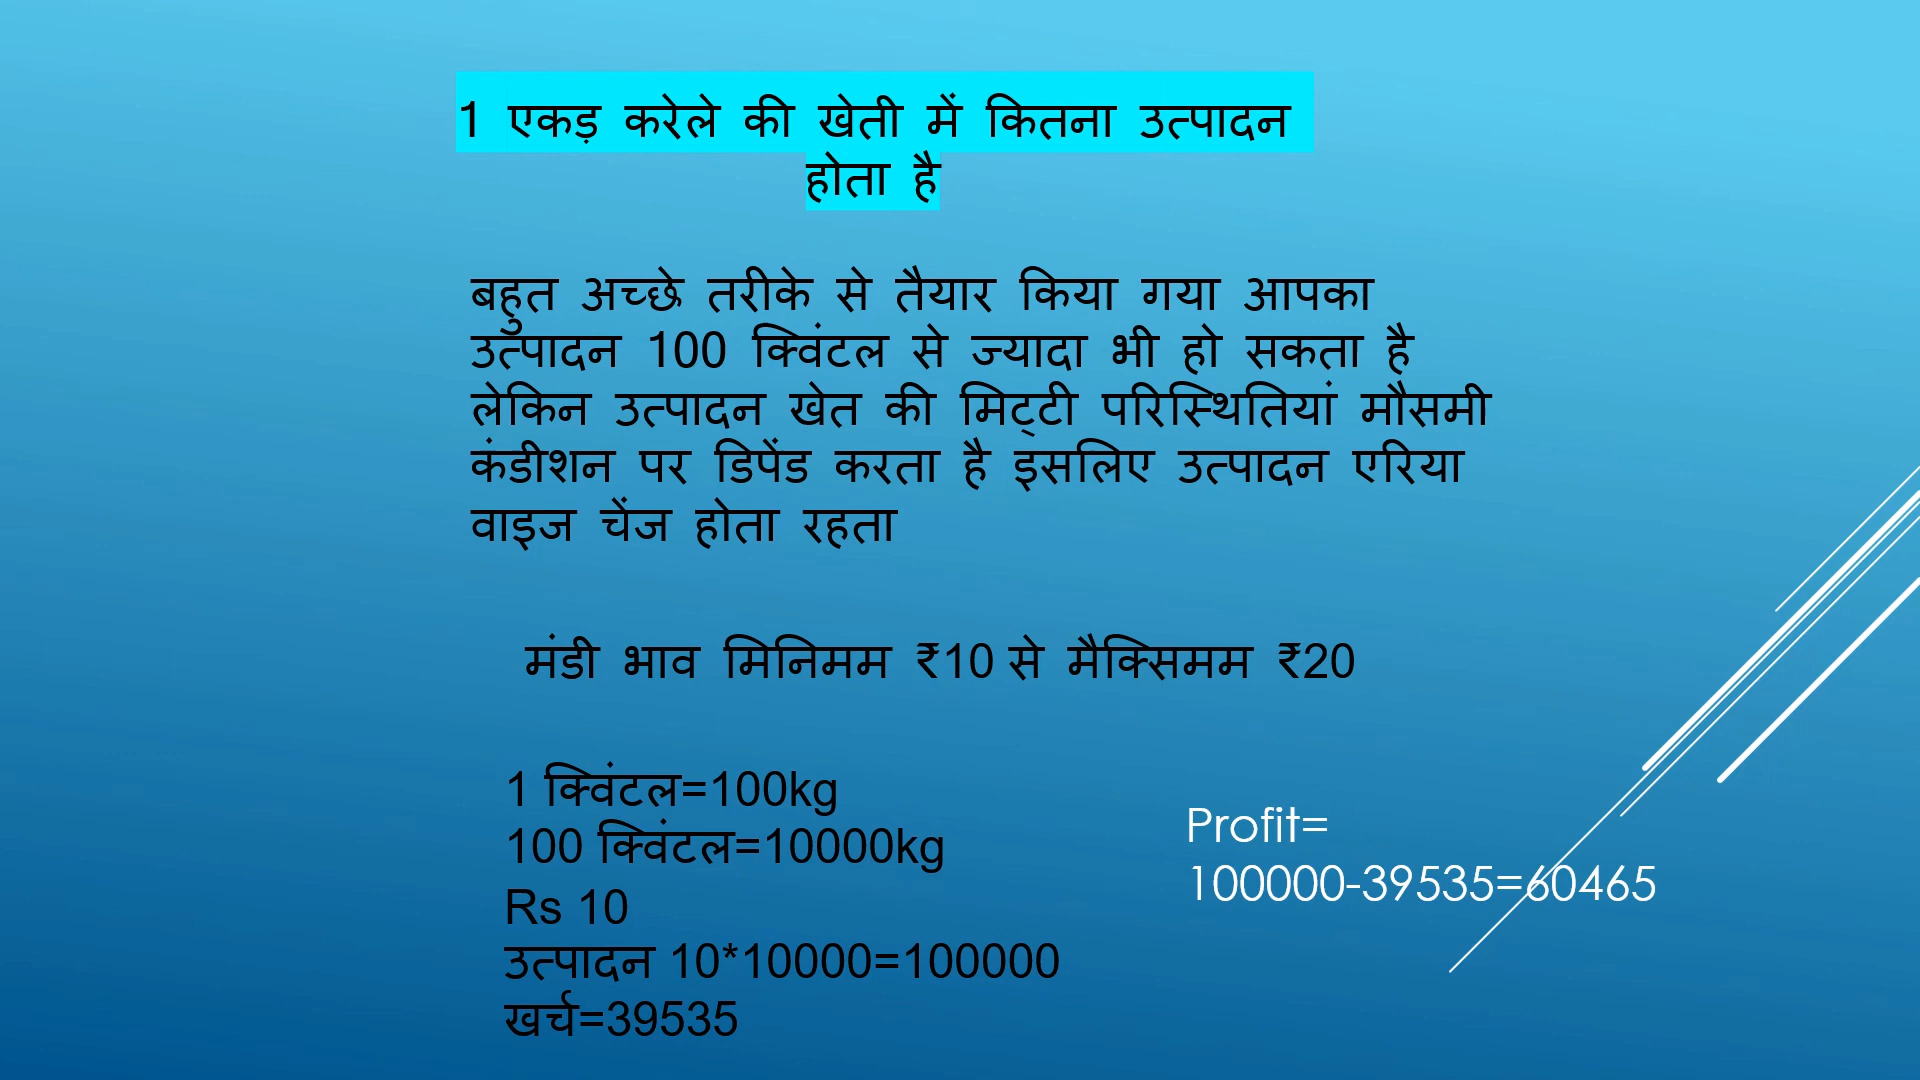 1 एकड़ करेले की खेती में कितना उत्पादन
होता है
बहुत अच्छे तरीके से तैयार किया गया आपका
उत्पादन 100 क्विंटल से ज्यादा भी हो सकता है
लेकिन उत्पादन खेत की मिट्टी परिस्थितियां मौसमी
कंडीशन पर डिपेंड करता है इसलिए उत्पादन एरिया
वाइज चेंज होता रहता
मंडी भाव मिनिमम ₹10 से मैक्सिमम ₹20
1 क्विंटल=100kg
100 क्विंटल=10000kg
Rs 10
उत्पादन 10*10000=100000
खर्च=39535
Profit=
100000-39535=60465